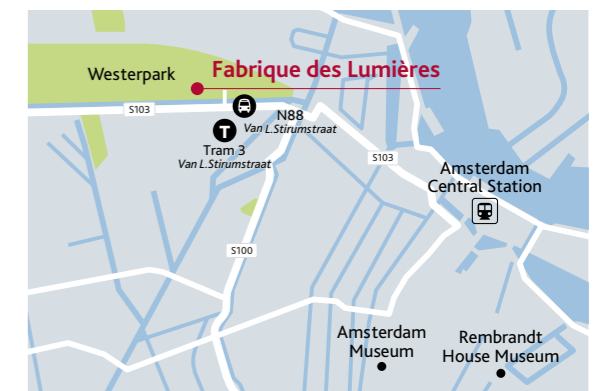 Fabrique des Lumières
Westerpark
S103
N88
Van L.Stirumstraat
T
Tram 3
Van L.Stirumstraat
S103
Amsterdam
Central Station
S100
Amsterdam
Museum
Rembrandt
House Museum